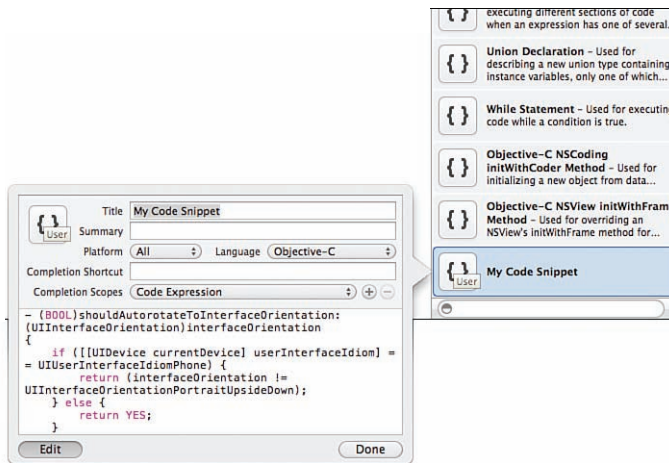 executing different sections of code
when an expression has one of several.
{ }
Union Declaration – Used for
describing a new union type containing
instance variables, only one of which...
{ }
While Statement – Used for executing
code while a condition is true.
{ }
Objective-C NSCoding
initWithCoder Method – Used for
initializing a new object from data...
{ }
Objective-C NSView initWithFram
Method – Used for overriding an
NSView's initWithFrame method for...
{ }
User
My Code Snippet
{ }
User
Title My Code Snippet
Summary
Platform All Language Objective-C
Completion Shortcut
Completion Scopes Code Expression
- (BOOL)shouldAutorotateToInterfaceOrientation:
(UIInterfaceOrientation)interfaceOrientation
{
if ([[UIDevice currentDevice] userInterfaceIdiom] =
= UIUserInterfaceIdiomPhone) {
return (interfaceOrientation !=
UIInterfaceOrientationPortraitUpsideDown);
} else {
return YES;
}
Edit Done